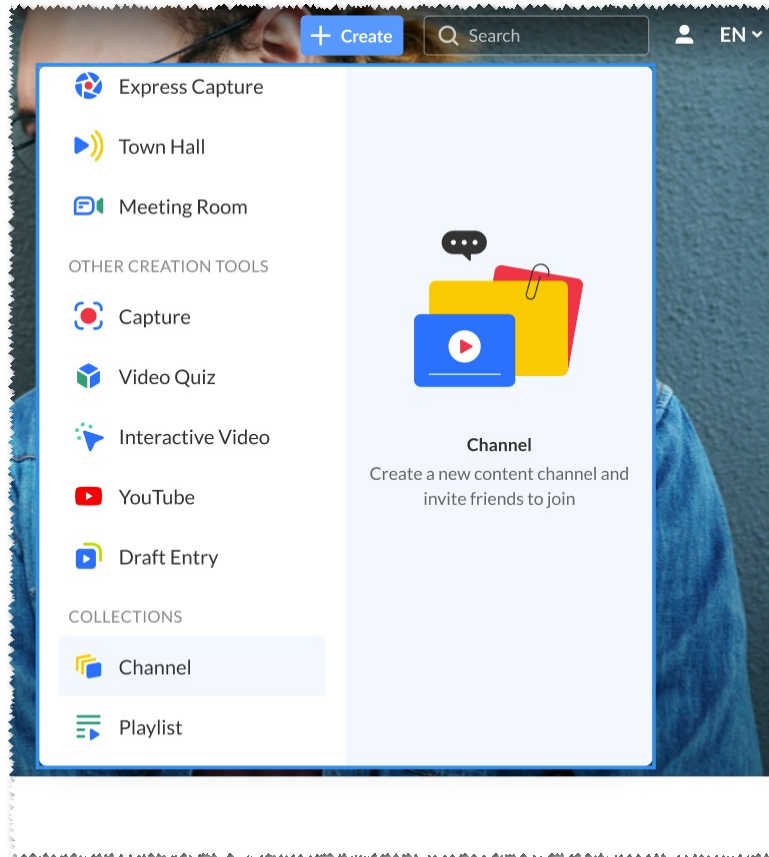 Create
Search
EN
Express Capture
Town Hall
Meeting Room
OTHER CREATION TOOLS
Capture
Video Quiz
Interactive Video
YouTube
Draft Entry
COLLECTIONS
Channel
Playlist
Channel
Create a new content channel and
invite friends to join